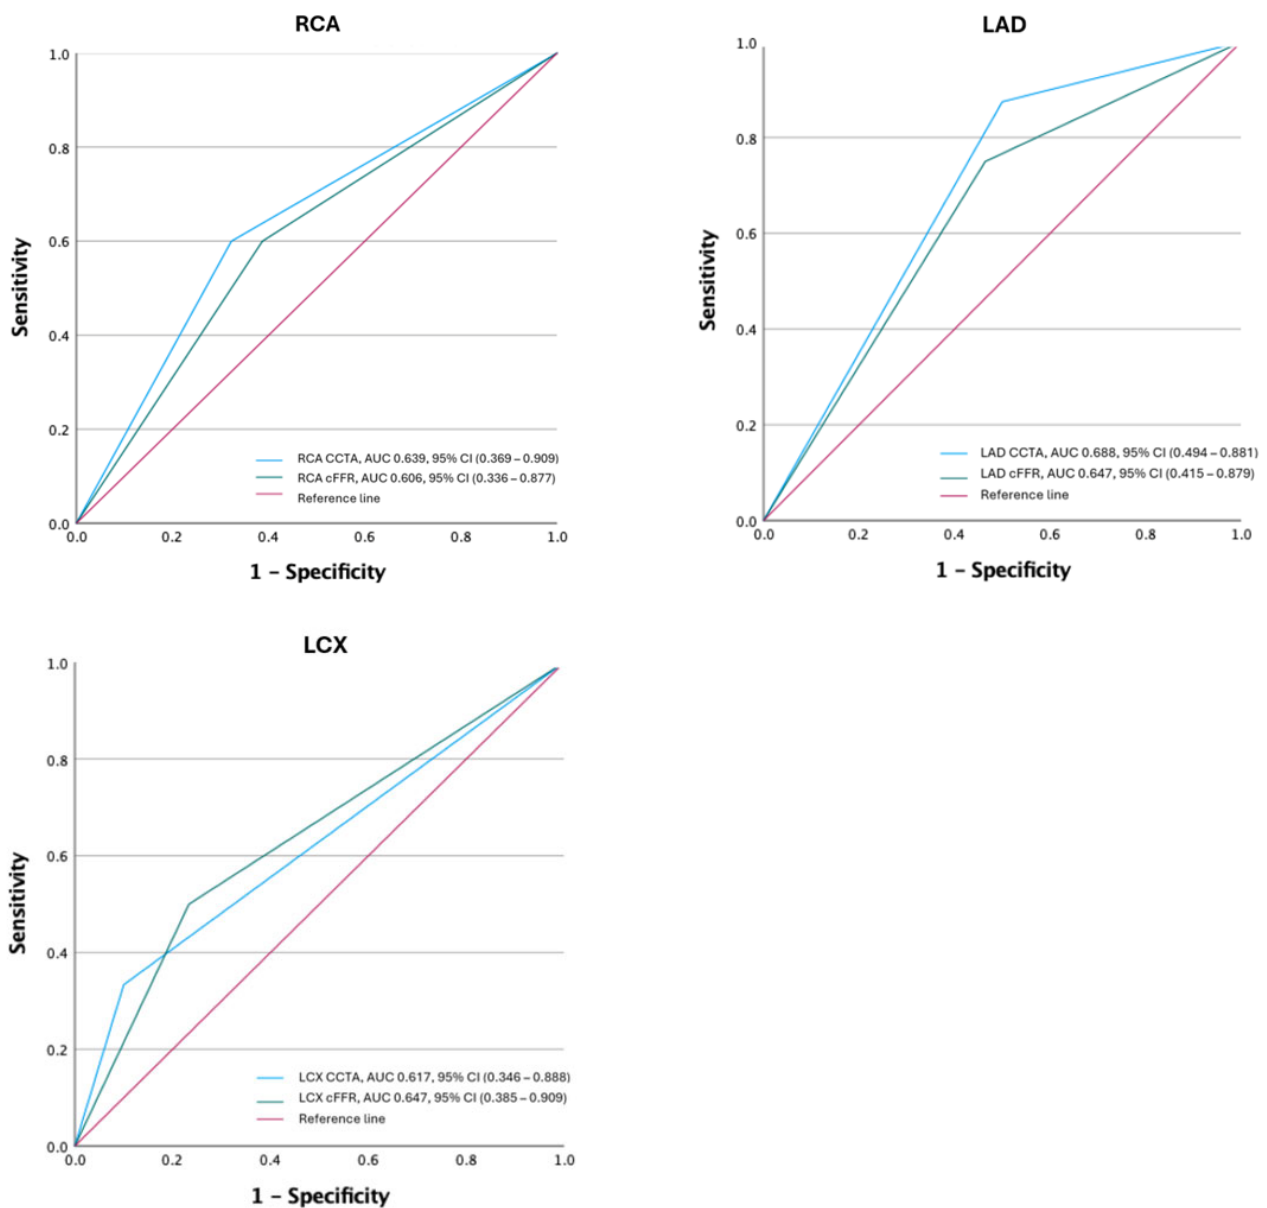 RCA
1.0
0.8
0.6
0.4
0.2
0.0
Sensitivity
RCA CCTA, AUC 0.639, 95% CI (0.369 – 0.909)
RCA cFFR, AUC 0.606, 95% CI (0.336 – 0.877)
Reference line
0.0 0.2 0.4 0.6 0.8 1.0
1 – Specificity
LAD
1.0
0.8
0.6
0.4
0.2
0.0
Sensitivity
LAD CCTA, AUC 0.688, 95% CI (0.494 – 0.881)
LAD cFFR, AUC 0.647, 95% CI (0.415 – 0.879)
Reference line
0.0 0.2 0.4 0.6 0.8 1.0
1 – Specificity
LCX
1.0
0.8
0.6
0.4
0.2
0.0
Sensitivity
LCX CCTA, AUC 0.617, 95% CI (0.346 – 0.888)
LCX cFFR, AUC 0.647, 95% CI (0.385 – 0.909)
Reference line
0.0 0.2 0.4 0.6 0.8 1.0
1 – Specificity